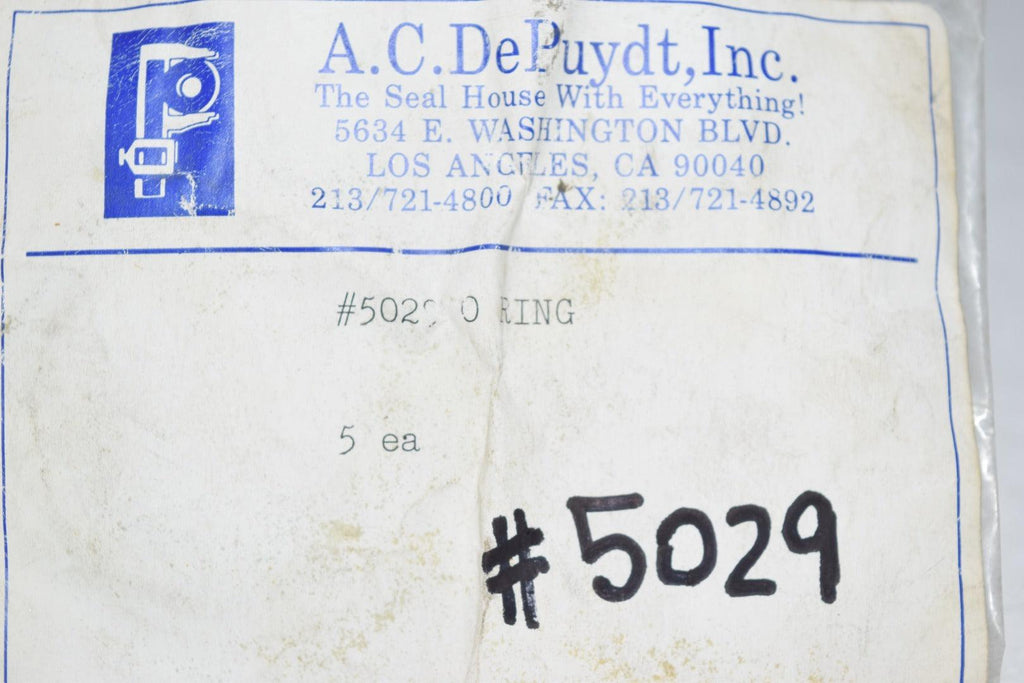 A.C.DePuydt,Inc.
The Seal House With Everything!
5634 E. WASHINGTON BLVD.
LOS ANGELES, CA 90040
213/721-4800 FAX: 213/721-4892
#5029 O RING
5 ea
#5029